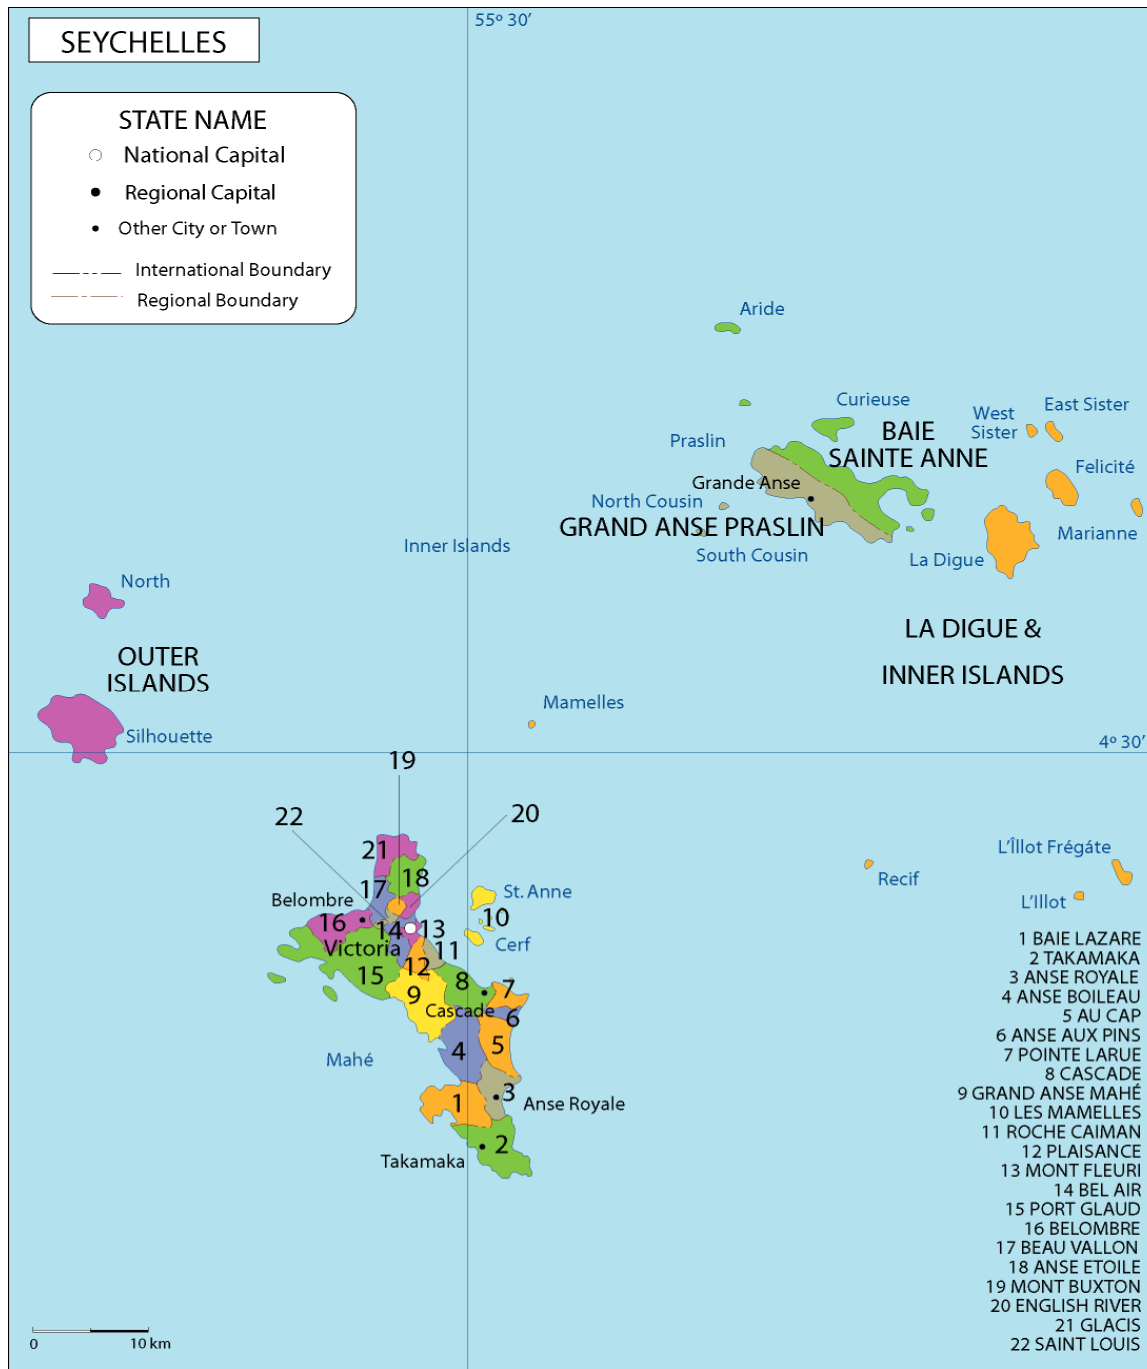 55º 30'
SEYCHELLES
STATE NAME
National Capital
Regional Capital
Other City or Town
International Boundary
Regional Boundary
Aride
Curieuse
West
Sister
East Sister
BAIE
SAINTE ANNE
Praslin
Felicité
Grande Anse
North Cousin
GRAND ANSE PRASLIN
Marianne
South Cousin
La Digue
Inner Islands
North
LA DIGUE &
INNER ISLANDS
OUTER
ISLANDS
Mamelles
Silhouette
4º 30'
19
22
20
21
18
17
L'Îllot Frégáte
Recif
St. Anne
L'Illot
Belombre
16
10
14
13
Victoria
11
Cerf
12
15
8
7
9
Cascade
6
5
4
Mahé
1
3
Anse Royale
2
Takamaka
1 BAIE LAZARE
2 TAKAMAKA
3 ANSE ROYALE
4 ANSE BOILEAU
5 AU CAP
6 ANSE AUX PINS
7 POINTE LARUE
8 CASCADE
9 GRAND ANSE MAHÉ
10 LES MAMELLES
11 ROCHE CAIMAN
12 PLAISANCE
13 MONT FLEURI
14 BEL AIR
15 PORT GLAUD
16 BELOMBRE
17 BEAU VALLON
18 ANSE ETOILE
19 MONT BUXTON
20 ENGLISH RIVER
21 GLACIS
22 SAINT LOUIS
0 10 km